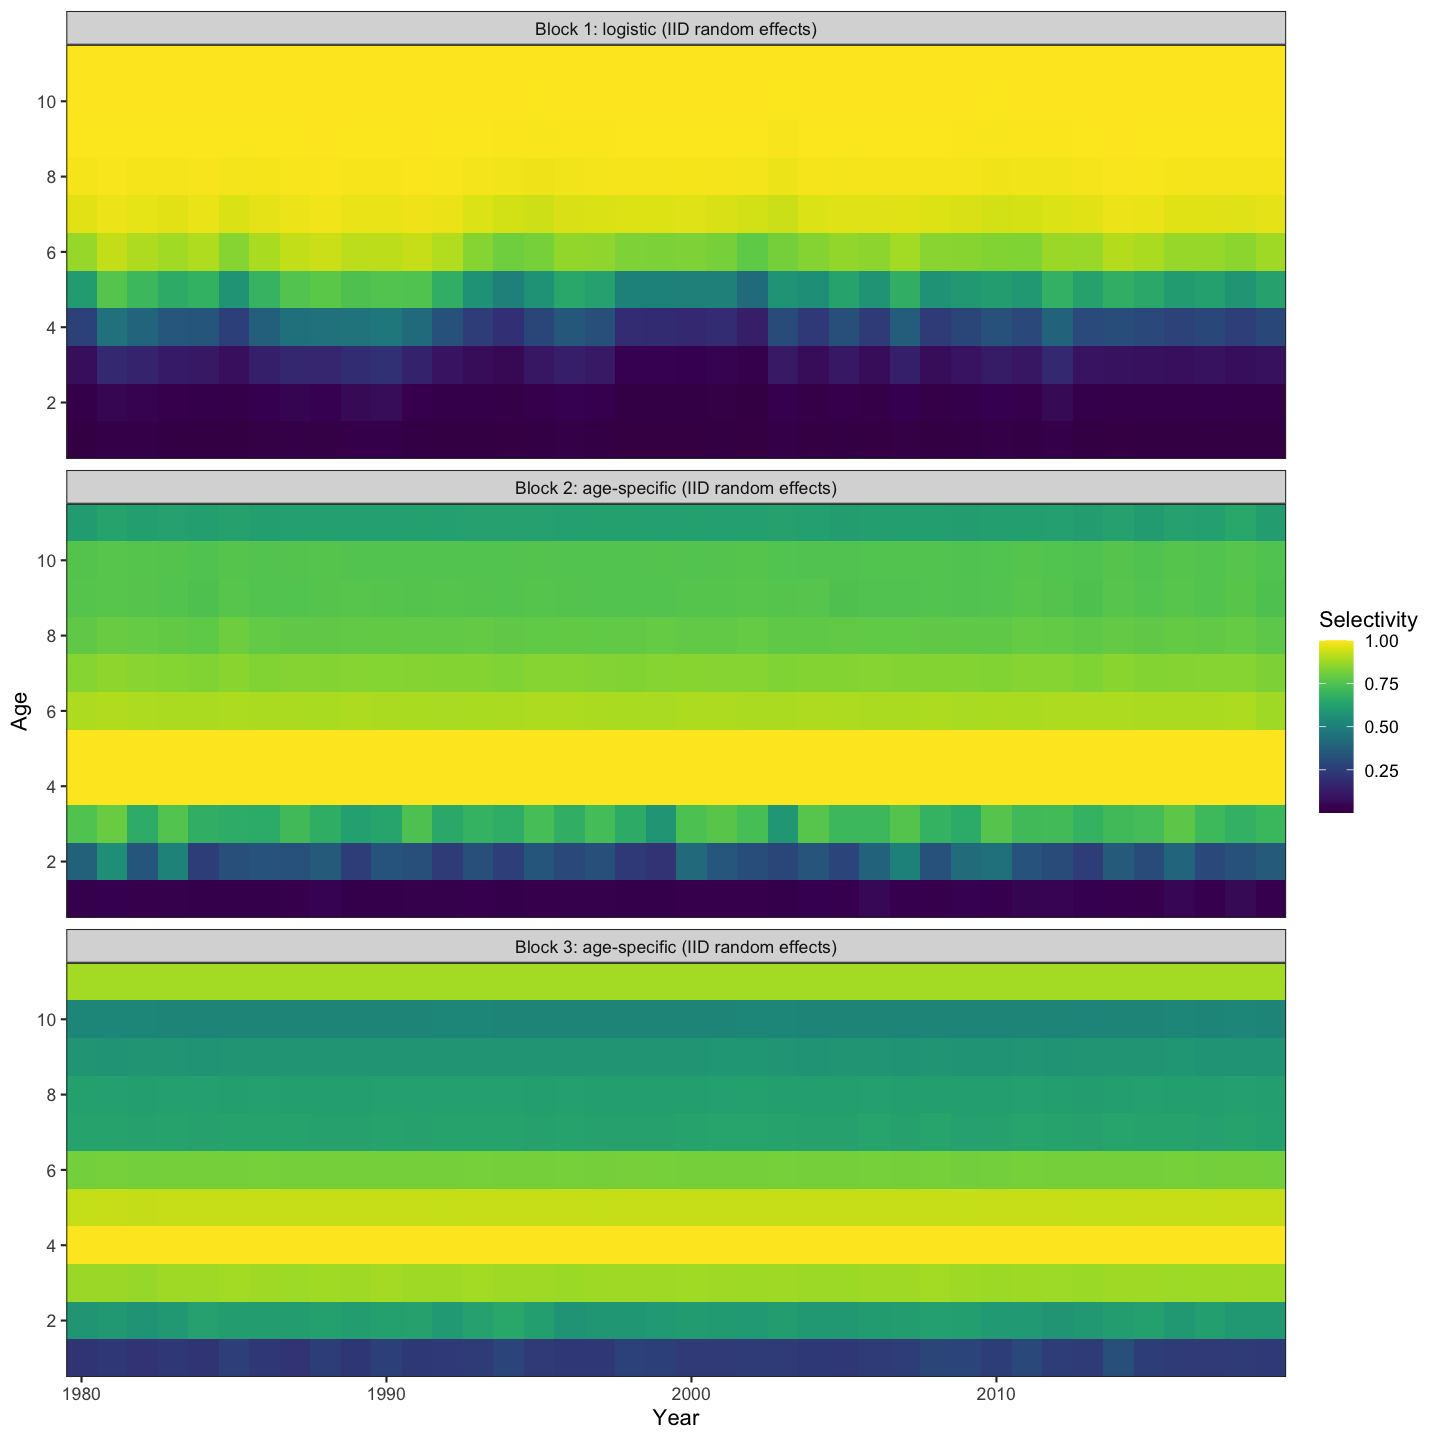 Block 1: logistic (IID random effects)
10
8
6
4
2
Block 2: age-specific (IID random effects)
10
8
6
4
2
Age
Selectivity
1.00
0.75
0.50
0.25
Block 3: age-specific (IID random effects)
10
8
6
4
2
1980 1990 2000 2010
Year